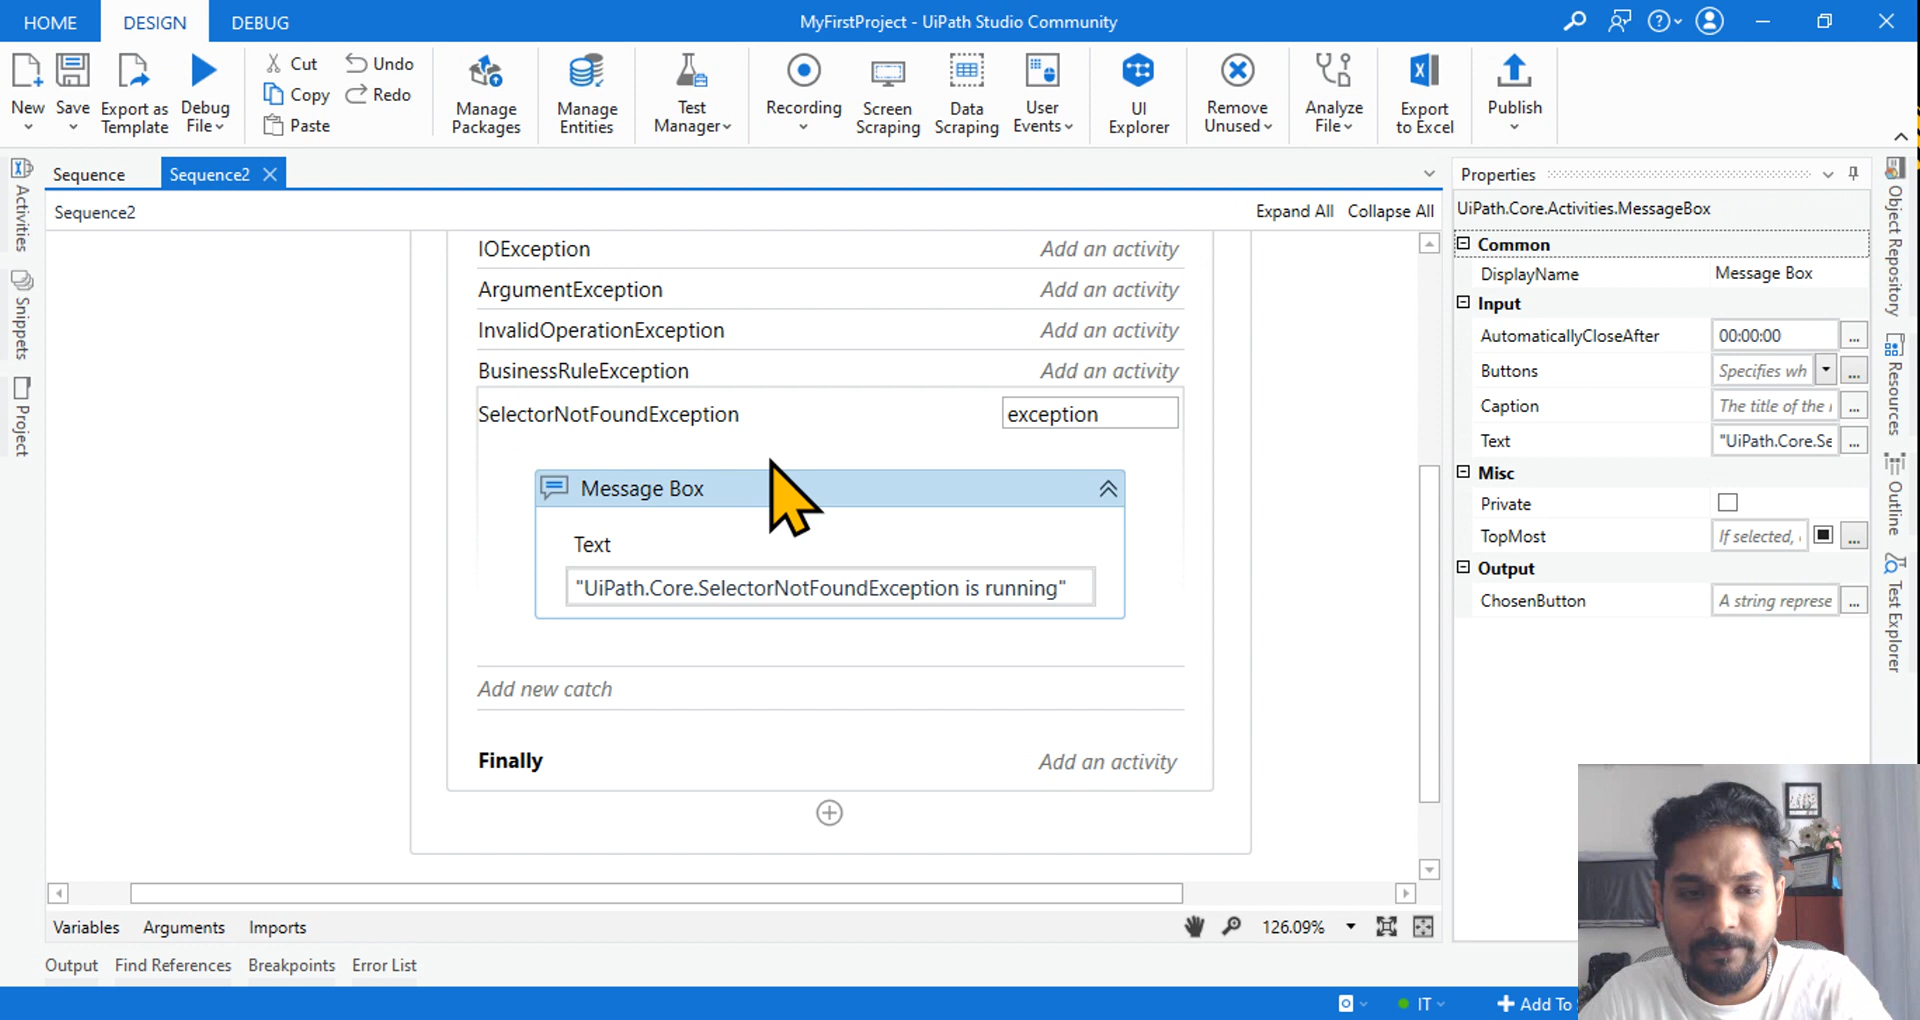 HOME DESIGN DEBUG MyFirstProject - UiPath Studio Community
New Save Export as Template Debug File Cut Copy Paste Undo Redo Manage Packages Manage Entities Test Manager Recording Screen Scraping Data Scraping User Events UI Explorer Remove Unused Analyze File Export to Excel Publish
Activities
Snippets
Project
Sequence Sequence2
Sequence2 Expand All Collapse All
IOException Add an activity
ArgumentException Add an activity
InvalidOperationException Add an activity
BusinessRuleException Add an activity
SelectorNotFoundException exception
Message Box
Text
"UiPath.Core.SelectorNotFoundException is running"
Add new catch
Finally Add an activity
Variables Arguments Imports 126.09%
Output Find References Breakpoints Error List
Properties
UiPath.Core.Activities.MessageBox
Common
DisplayName Message Box
Input
AutomaticallyCloseAfter 00:00:00 ...
Buttons Specifies wh ...
Caption The title of the ...
Text "UiPath.Core.Se ...
Misc
Private
TopMost If selected, ...
Output
ChosenButton A string represe ...
Object Repository
Resources
Outline
Test Explorer
IT Add To